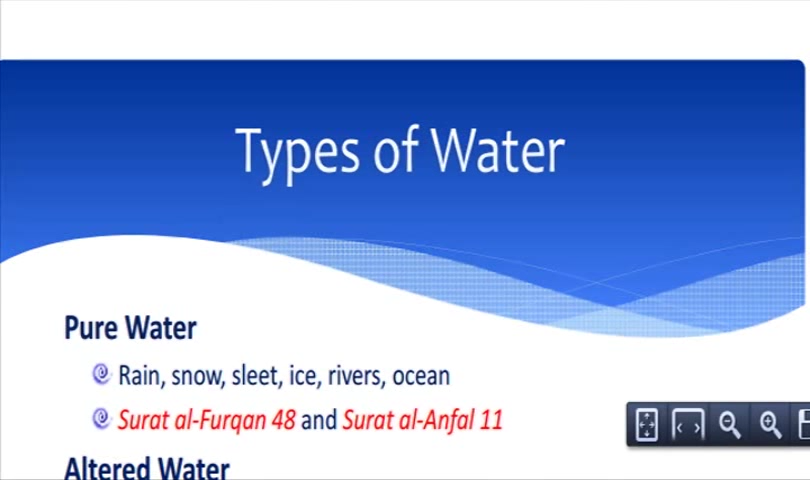 Types of Water
Pure Water
Rain, snow, sleet, ice, rivers, ocean
Surat al-Furqan 48 and Surat al-Anfal 11
Altered Water